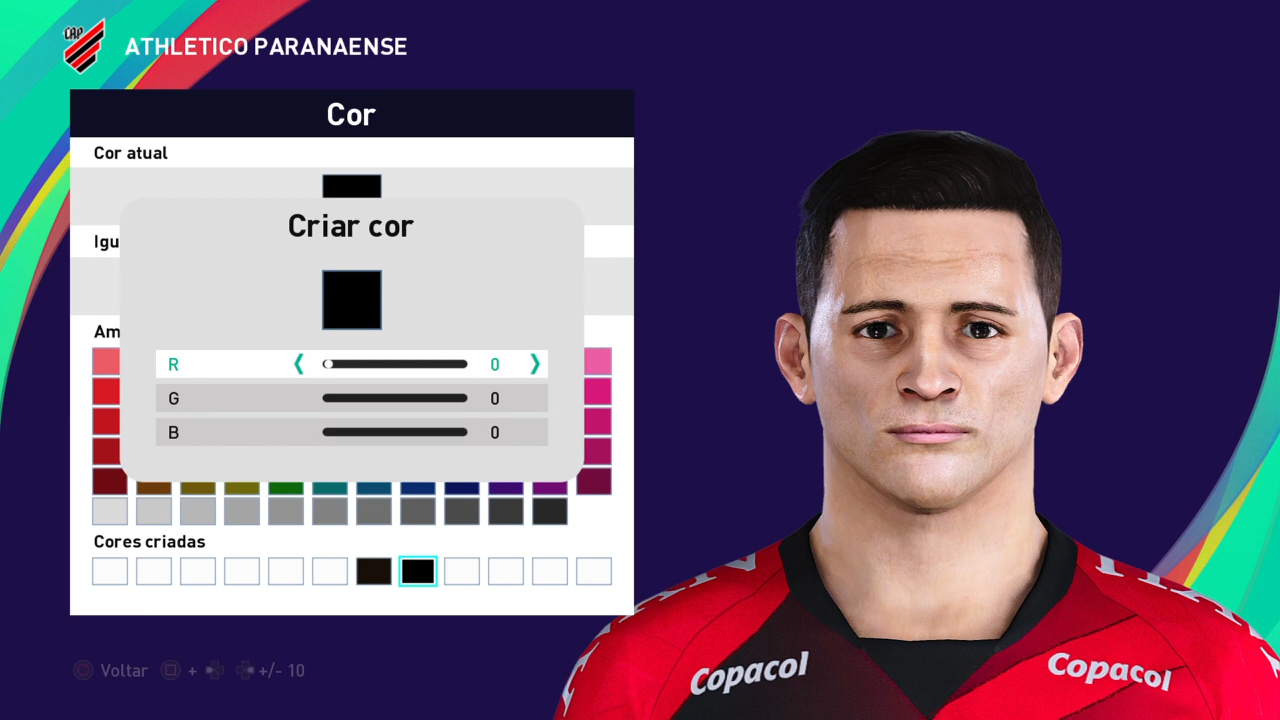 CAP
ATHLETICO PARANAENSE
Cor
Cor atual
Criar cor
Igu
Am
R 0
G 0
B 0
Cores criadas
Voltar + +/- 10
Copacol
Copacol